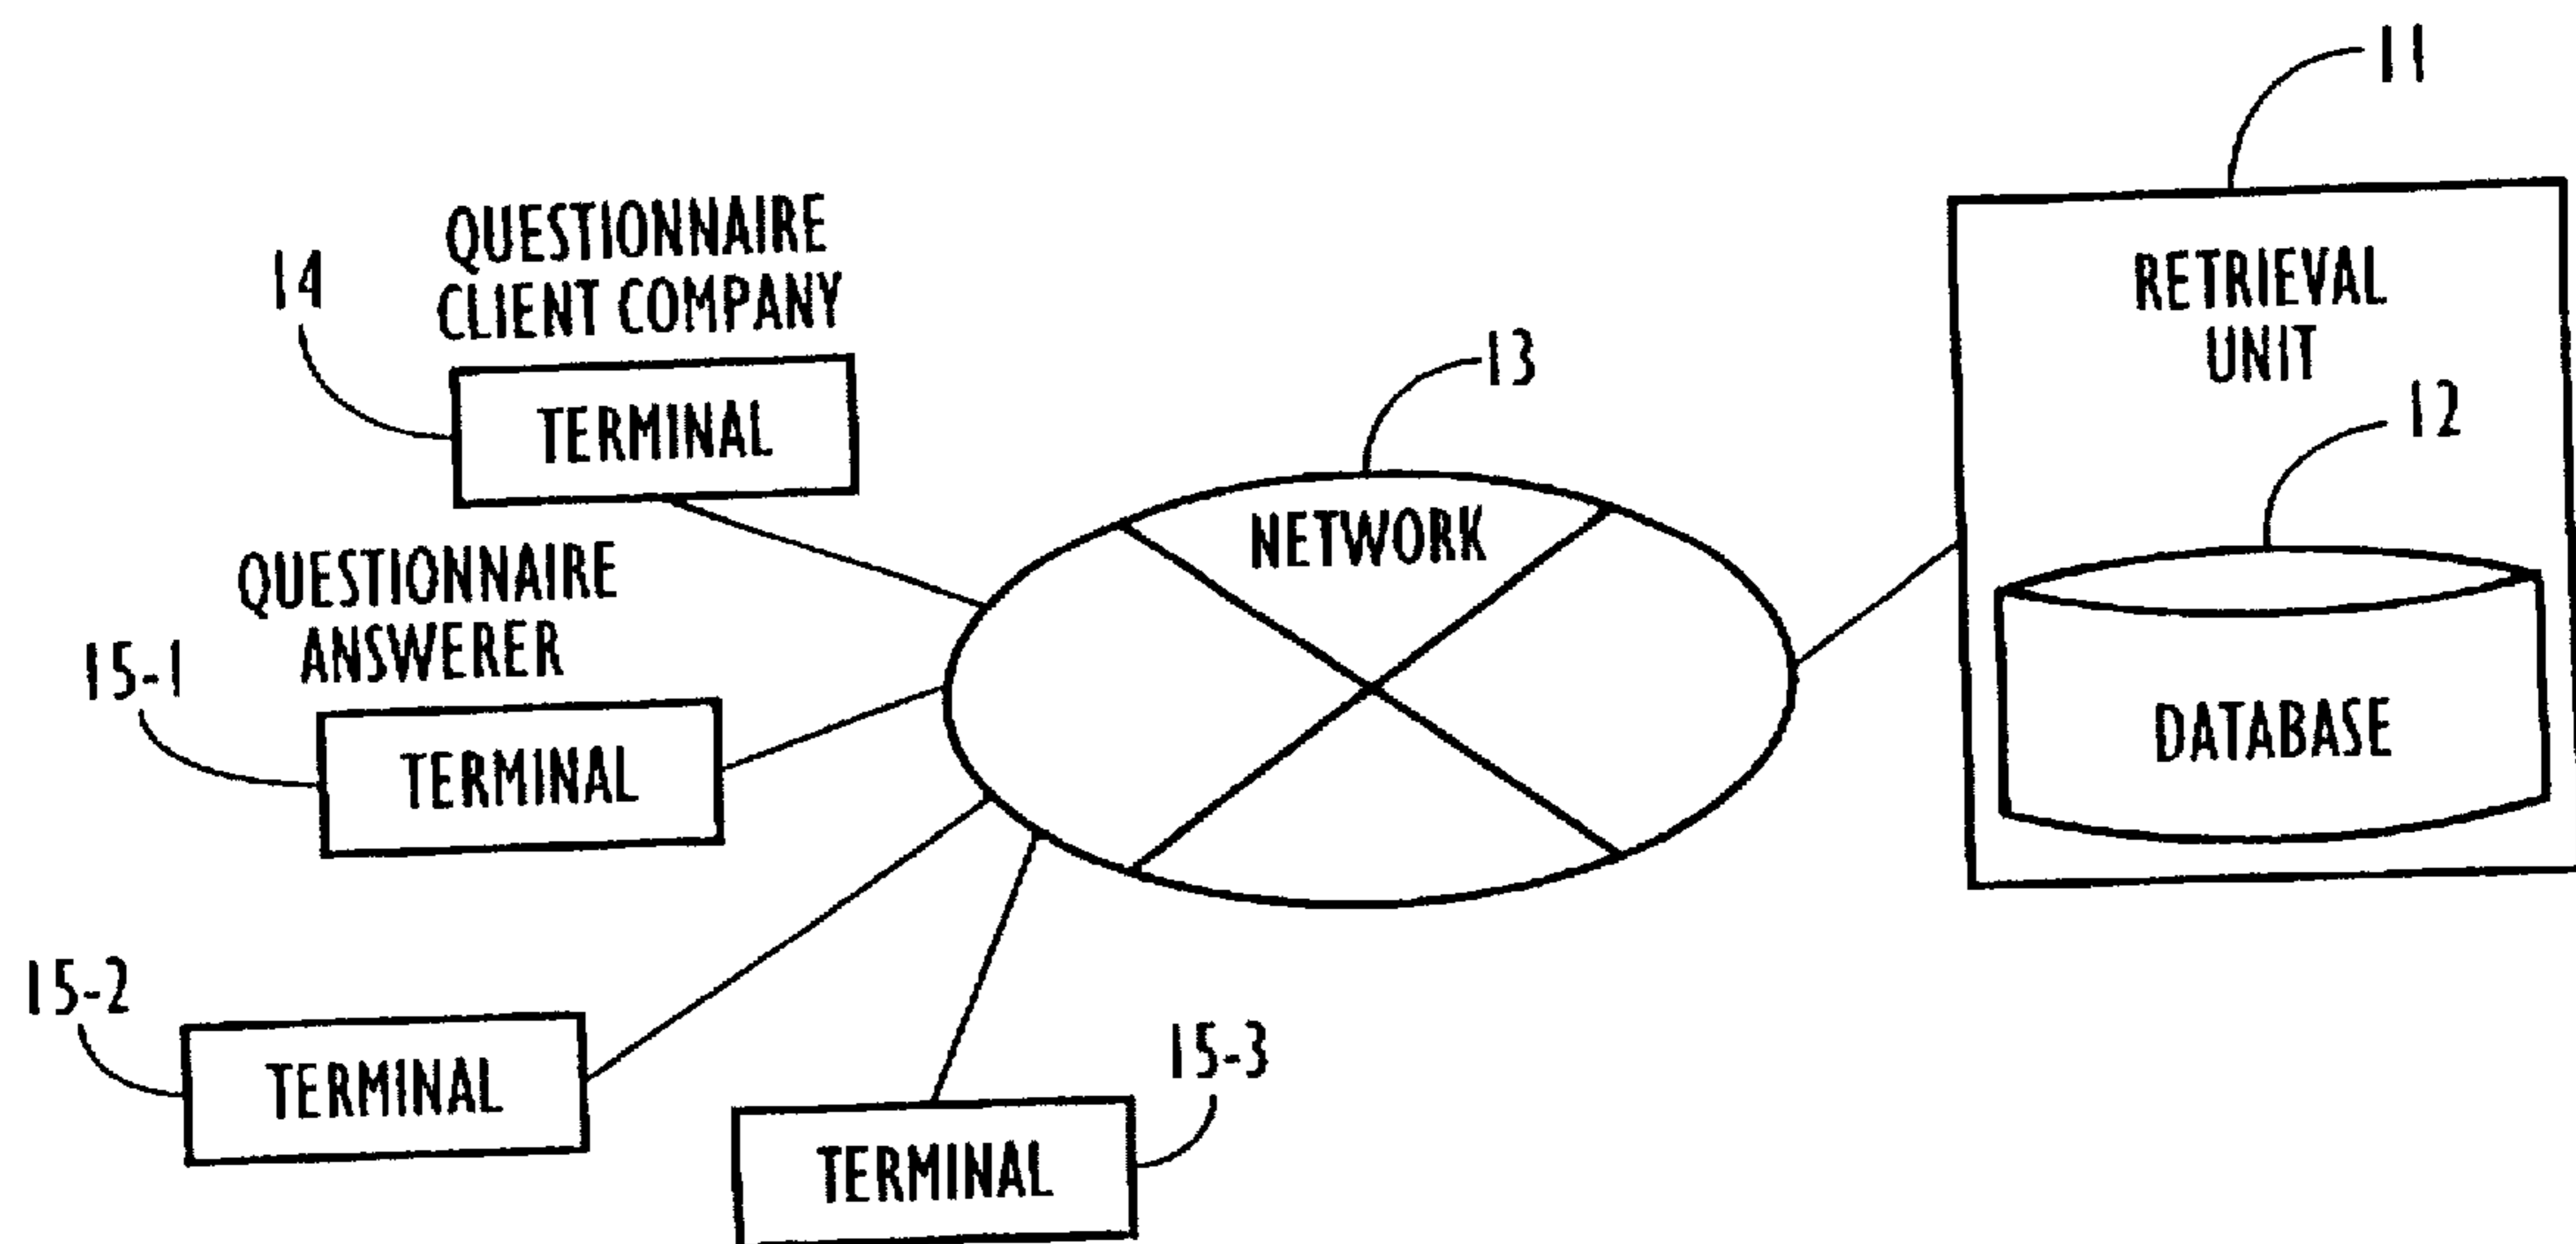 11
RETRIEVAL
UNIT
12
DATABASE
QUESTIONNAIRE
CLIENT COMPANY
14
TERMINAL
13
NETWORK
QUESTIONNAIRE
ANSWERER
15-1
TERMINAL
15-2
TERMINAL
15-3
TERMINAL